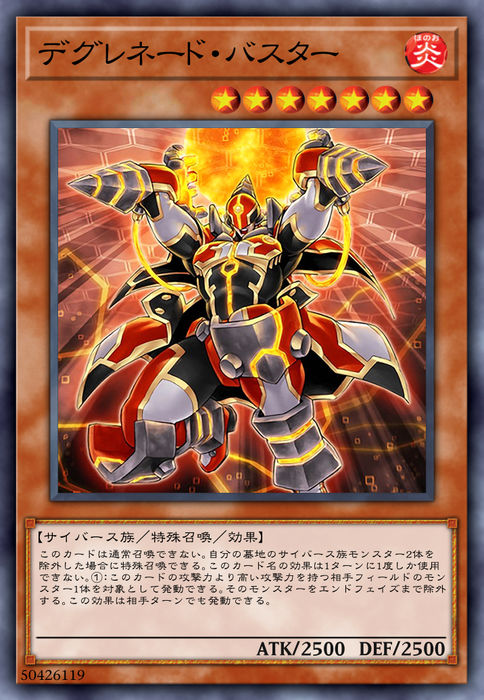 デグレネード・バスター
ほのお
炎
【サイバース族／特殊召喚／効果】
このカードは通常召喚できない。自分の墓地のサイバース族モンスター2体を
除外した場合に特殊召喚できる。このカード名の効果は1ターンに1度しか使用
できない。①：このカードの攻撃力より高い攻撃力を持つ相手フィールドのモン
スター1体を対象として発動できる。そのモンスターをエンドフェイズまで除外
する。この効果は相手ターンでも発動できる。
ATK/2500 DEF/2500
50426119